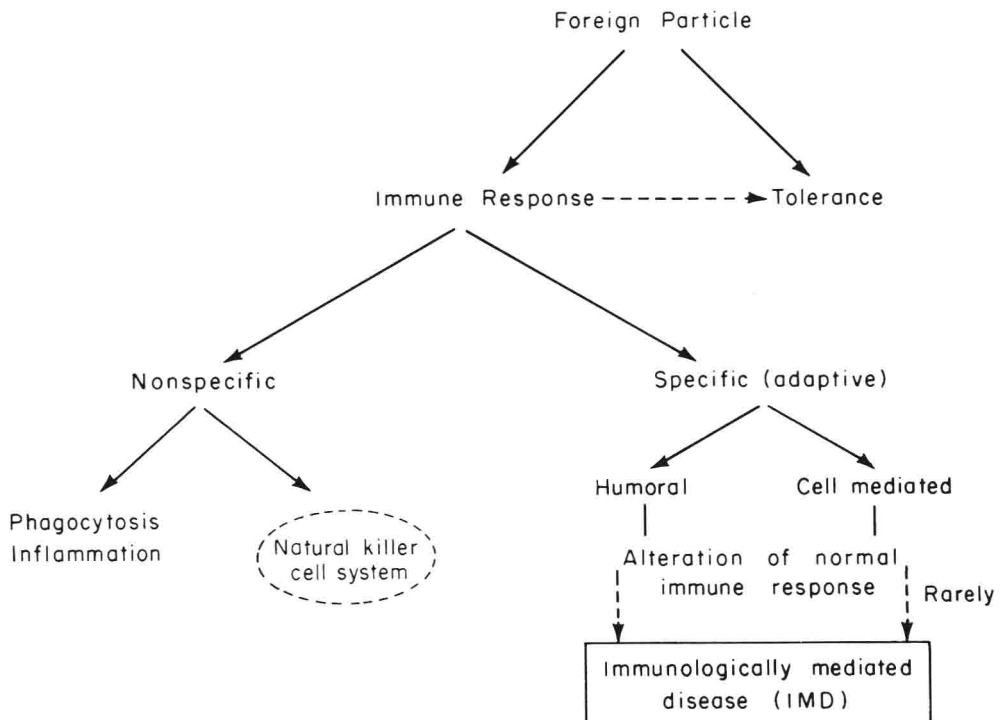 Foreign Particle
Immune Response
Tolerance
Nonspecific
Specific (adaptive)
Humoral
Cell mediated
Phagocytosis
Inflammation
Natural killer
cell system
Alteration of normal
immune response
Rarely
Immunologically mediated
disease (IMD)